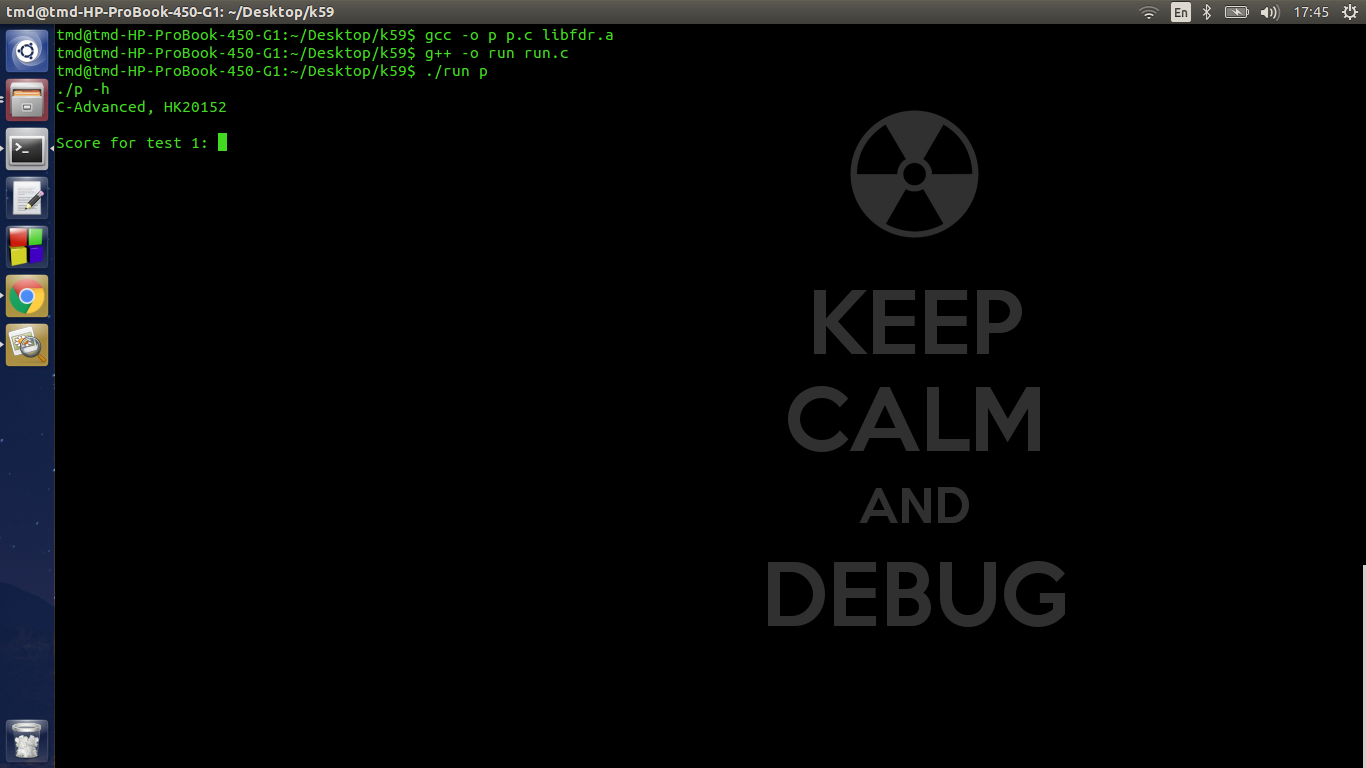 tmd@tmd-HP-ProBook-450-G1: ~/Desktop/k59
En
17:45
tmd@tmd-HP-ProBook-450-G1:~/Desktop/k59$ gcc -o p p.c libfdr.a
tmd@tmd-HP-ProBook-450-G1:~/Desktop/k59$ g++ -o run run.c
tmd@tmd-HP-ProBook-450-G1:~/Desktop/k59$ ./run p
./p -h
C-Advanced, HK20152
Score for test 1:
>_
KEEP
CALM
AND
DEBUG